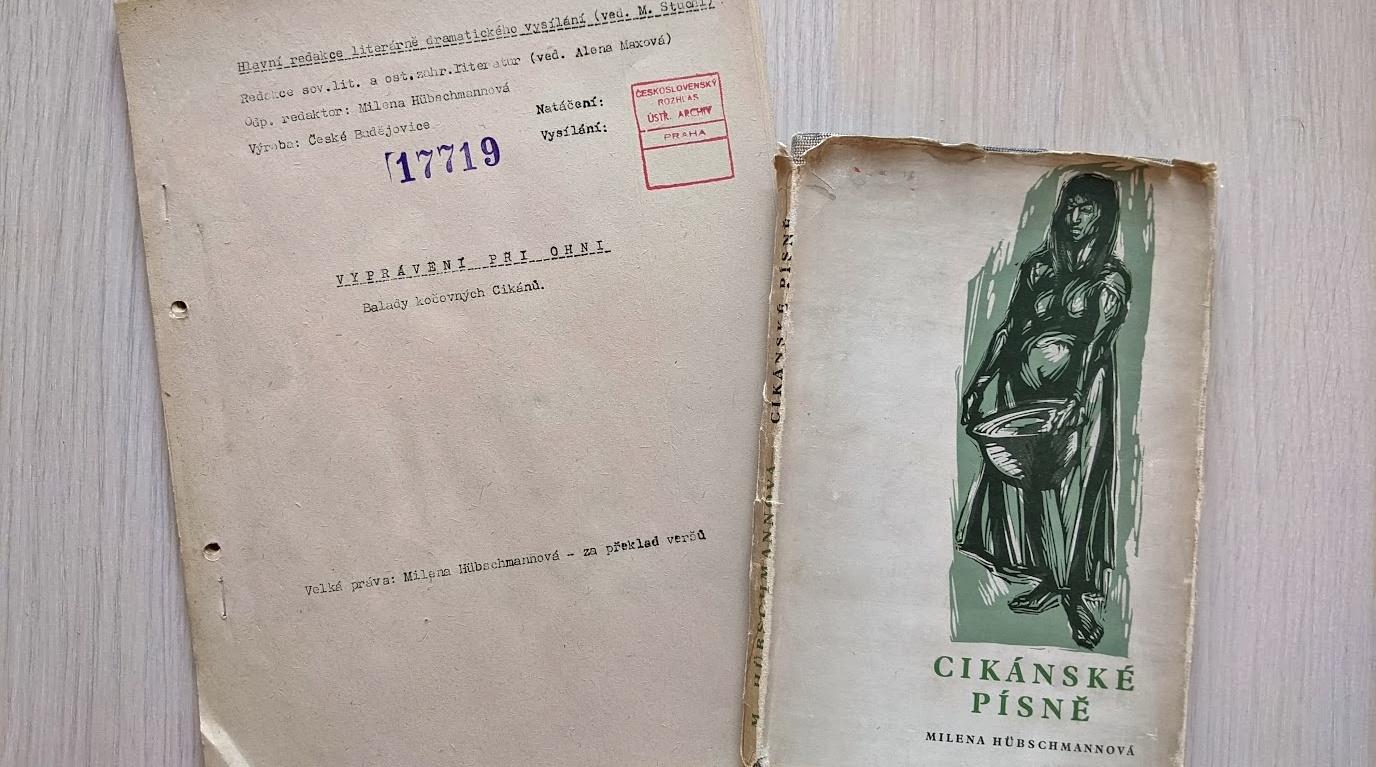 Hlavní redakce literárně dramatického vysílání (ved. M. Stuchl)
Redakce sov.lit. a ost.zahr.literatur (ved. Alena Maxová)
Odp. redaktor: Milena Hübschmannová
Výroba: České Budějovice
Natáčení:
Vysílání:
17719
ČESKOSLOVENSKÝ
ROZHLAS
ÚSTŘ. ARCHIV
PRAHA
VYPRÁVĚNÍ PŘI OHNI
Balady kočovných Cikánů.
Velká práva: Milena Hübschmannová - za překlad veršů
M. HÜBSCHMANNOVÁ CIKÁNSKÉ PÍSNĚ
CIKÁNSKÉ
PÍSNĚ
MILENA HÜBSCHMANNOVÁ